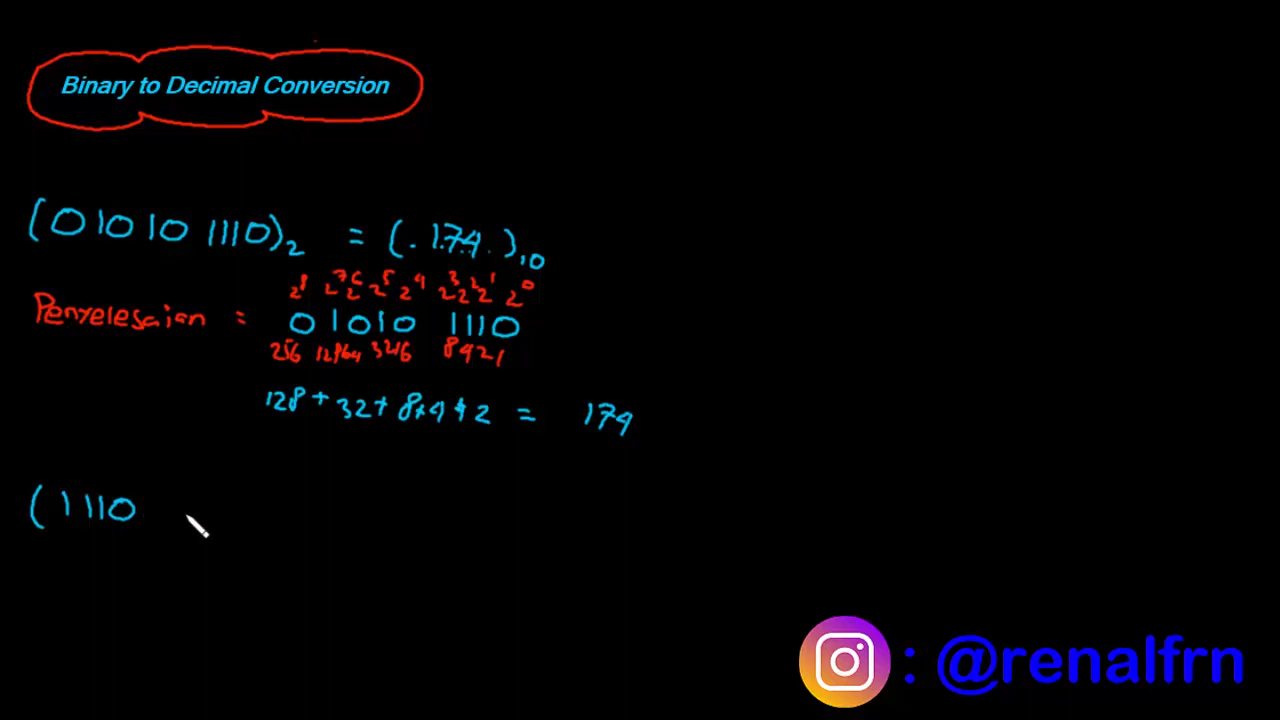 Binary to Decimal Conversion
(01010 1110)₂ = (.174.)₁₀
2⁸ 2⁷ 2⁶ 2⁵ 2⁴ 2³ 2² 2¹ 2⁰
Penyelesaian = 01010 1110
256 128 64 32 16 8 4 2 1
128 + 32 + 8 + 4 + 2 = 174
(1110
: @renalfrn